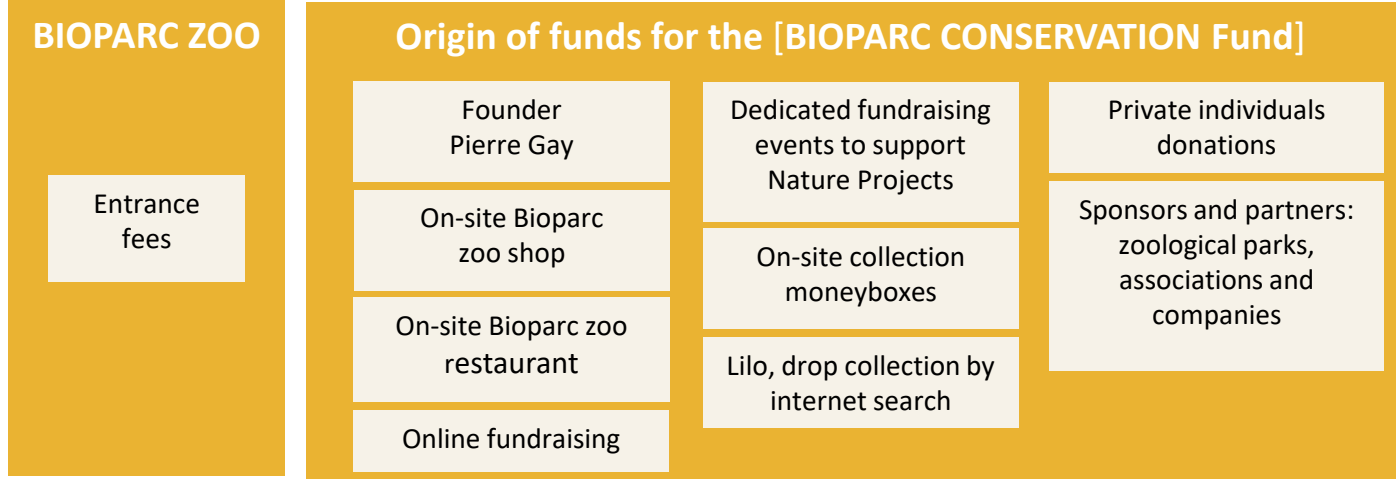 BIOPARC ZOO
Entrance
fees
Origin of funds for the [BIOPARC CONSERVATION Fund]
Founder
Pierre Gay
On-site Bioparc
zoo shop
On-site Bioparc zoo
restaurant
Online fundraising
Dedicated fundraising
events to support
Nature Projects
On-site collection
moneyboxes
Lilo, drop collection by
internet search
Private individuals
donations
Sponsors and partners:
zoological parks,
associations and
companies